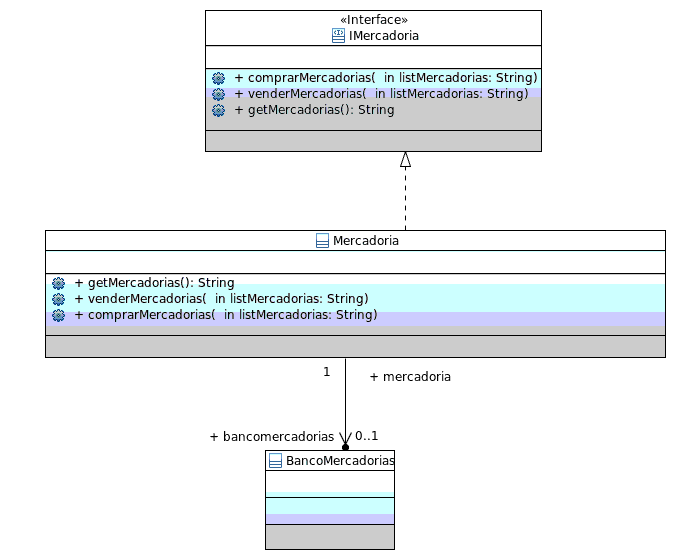 «Interface»
IMercadoria
+ comprarMercadorias(  in listMercadorias: String)
+ venderMercadorias(  in listMercadorias: String)
+ getMercadorias(): String
Mercadoria
+ getMercadorias(): String
+ venderMercadorias(  in listMercadorias: String)
+ comprarMercadorias(  in listMercadorias: String)
1
+ mercadoria
+ bancomercadorias
0..1
BancoMercadorias